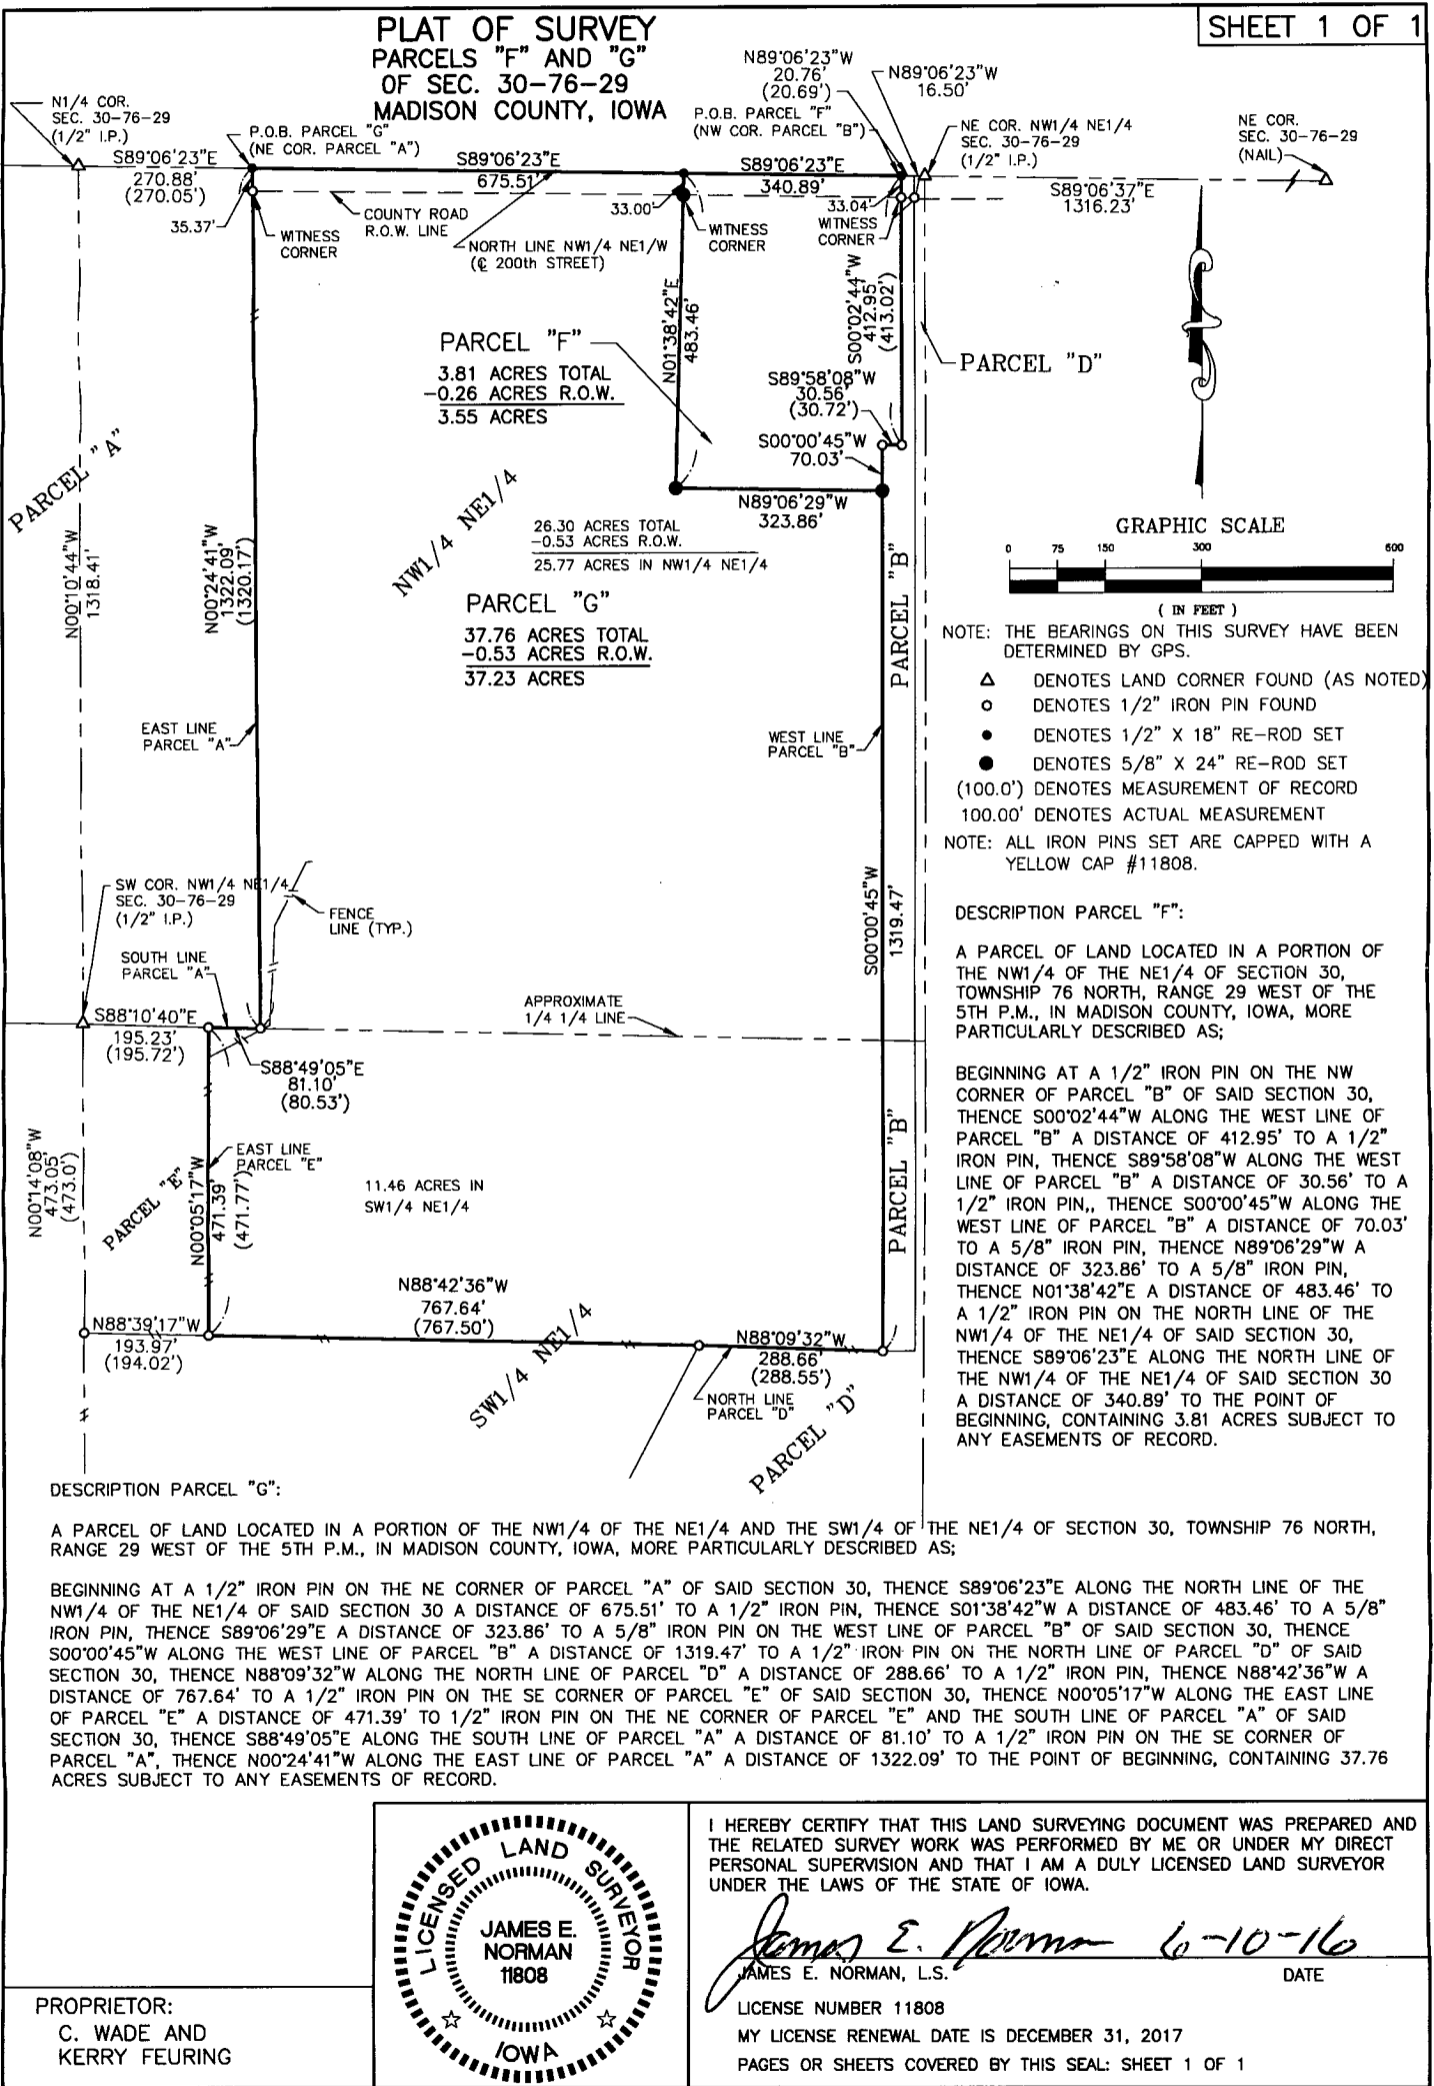 PLAT OF SURVEY
PARCELS "F" AND "G"
OF SEC. 30-76-29
MADISON COUNTY, IOWA
SHEET 1 OF 1
N1/4 COR.
SEC. 30-76-29
(1/2" I.P.)
P.O.B. PARCEL "G"
(NE COR. PARCEL "A")
S89°06'23"E
270.88'
(270.05')
35.37'
WITNESS
CORNER
COUNTY ROAD
R.O.W. LINE
S89°06'23"E
675.51'
NORTH LINE NW1/4 NE1/W
(℄ 200th STREET)
33.00'
WITNESS
CORNER
N89°06'23"W
20.76'
(20.69')
P.O.B. PARCEL "F"
(NW COR. PARCEL "B")
N89°06'23"W
16.50'
S89°06'23"E
340.89'
33.04'
WITNESS
CORNER
NE COR. NW1/4 NE1/4
SEC. 30-76-29
(1/2" I.P.)
NE COR.
SEC. 30-76-29
(NAIL)
S89°06'37"E
1316.23'
N01°38'42"E
483.46'
S00°02'44"W
412.95'
(413.02')
PARCEL "D"
PARCEL "F"
3.81 ACRES TOTAL
-0.26 ACRES R.O.W.
3.55 ACRES
S89°58'08"W
30.56'
(30.72')
S00°00'45"W
70.03'
N89°06'29"W
323.86'
PARCEL "A"
N00°10'44"W
1318.41'
N00°24'41"W
1322.09'
(1320.17')
NW1/4 NE1/4
26.30 ACRES TOTAL
-0.53 ACRES R.O.W.
25.77 ACRES IN NW1/4 NE1/4
PARCEL "G"
37.76 ACRES TOTAL
-0.53 ACRES R.O.W.
37.23 ACRES
PARCEL "B"
EAST LINE
PARCEL "A"
WEST LINE
PARCEL "B"
S00°00'45"W
1319.47'
SW COR. NW1/4 NE1/4
SEC. 30-76-29
(1/2" I.P.)
FENCE
LINE (TYP.)
SOUTH LINE
PARCEL "A"
S88°10'40"E
195.23'
(195.72')
S88°49'05"E
81.10'
(80.53')
APPROXIMATE
1/4 1/4 LINE
N00°14'08"W
473.05'
(473.0')
PARCEL "E"
EAST LINE
PARCEL "E"
N00°05'17"W
471.39'
(471.77')
11.46 ACRES IN
SW1/4 NE1/4
PARCEL "B"
N88°39'17"W
193.97'
(194.02')
N88°42'36"W
767.64'
(767.50')
SW1/4 NE1/4
N88°09'32"W
288.66'
(288.55')
NORTH LINE
PARCEL "D"
PARCEL "D"
GRAPHIC SCALE
0 75 150 300 600
( IN FEET )
NOTE: THE BEARINGS ON THIS SURVEY HAVE BEEN
DETERMINED BY GPS.
△ DENOTES LAND CORNER FOUND (AS NOTED)
○ DENOTES 1/2" IRON PIN FOUND
• DENOTES 1/2" X 18" RE-ROD SET
● DENOTES 5/8" X 24" RE-ROD SET
(100.0') DENOTES MEASUREMENT OF RECORD
100.00' DENOTES ACTUAL MEASUREMENT
NOTE: ALL IRON PINS SET ARE CAPPED WITH A
YELLOW CAP #11808.
DESCRIPTION PARCEL "F":
A PARCEL OF LAND LOCATED IN A PORTION OF
THE NW1/4 OF THE NE1/4 OF SECTION 30,
TOWNSHIP 76 NORTH, RANGE 29 WEST OF THE
5TH P.M., IN MADISON COUNTY, IOWA, MORE
PARTICULARLY DESCRIBED AS;
BEGINNING AT A 1/2" IRON PIN ON THE NW
CORNER OF PARCEL "B" OF SAID SECTION 30,
THENCE S00°02'44"W ALONG THE WEST LINE OF
PARCEL "B" A DISTANCE OF 412.95' TO A 1/2"
IRON PIN, THENCE S89°58'08"W ALONG THE WEST
LINE OF PARCEL "B" A DISTANCE OF 30.56' TO A
1/2" IRON PIN,, THENCE S00°00'45"W ALONG THE
WEST LINE OF PARCEL "B" A DISTANCE OF 70.03'
TO A 5/8" IRON PIN, THENCE N89°06'29"W A
DISTANCE OF 323.86' TO A 5/8" IRON PIN,
THENCE N01°38'42"E A DISTANCE OF 483.46' TO
A 1/2" IRON PIN ON THE NORTH LINE OF THE
NW1/4 OF THE NE1/4 OF SAID SECTION 30,
THENCE S89°06'23"E ALONG THE NORTH LINE OF
THE NW1/4 OF THE NE1/4 OF SAID SECTION 30
A DISTANCE OF 340.89' TO THE POINT OF
BEGINNING, CONTAINING 3.81 ACRES SUBJECT TO
ANY EASEMENTS OF RECORD.
DESCRIPTION PARCEL "G":
A PARCEL OF LAND LOCATED IN A PORTION OF THE NW1/4 OF THE NE1/4 AND THE SW1/4 OF THE NE1/4 OF SECTION 30, TOWNSHIP 76 NORTH,
RANGE 29 WEST OF THE 5TH P.M., IN MADISON COUNTY, IOWA, MORE PARTICULARLY DESCRIBED AS;
BEGINNING AT A 1/2" IRON PIN ON THE NE CORNER OF PARCEL "A" OF SAID SECTION 30, THENCE S89°06'23"E ALONG THE NORTH LINE OF THE
NW1/4 OF THE NE1/4 OF SAID SECTION 30 A DISTANCE OF 675.51' TO A 1/2" IRON PIN, THENCE S01°38'42"W A DISTANCE OF 483.46' TO A 5/8"
IRON PIN, THENCE S89°06'29"E A DISTANCE OF 323.86' TO A 5/8" IRON PIN ON THE WEST LINE OF PARCEL "B" OF SAID SECTION 30, THENCE
S00°00'45"W ALONG THE WEST LINE OF PARCEL "B" A DISTANCE OF 1319.47' TO A 1/2" IRON PIN ON THE NORTH LINE OF PARCEL "D" OF SAID
SECTION 30, THENCE N88°09'32"W ALONG THE NORTH LINE OF PARCEL "D" A DISTANCE OF 288.66' TO A 1/2" IRON PIN, THENCE N88°42'36"W A
DISTANCE OF 767.64' TO A 1/2" IRON PIN ON THE SE CORNER OF PARCEL "E" OF SAID SECTION 30, THENCE N00°05'17"W ALONG THE EAST LINE
OF PARCEL "E" A DISTANCE OF 471.39' TO 1/2" IRON PIN ON THE NE CORNER OF PARCEL "E" AND THE SOUTH LINE OF PARCEL "A" OF SAID
SECTION 30, THENCE S88°49'05"E ALONG THE SOUTH LINE OF PARCEL "A" A DISTANCE OF 81.10' TO A 1/2" IRON PIN ON THE SE CORNER OF
PARCEL "A", THENCE N00°24'41"W ALONG THE EAST LINE OF PARCEL "A" A DISTANCE OF 1322.09' TO THE POINT OF BEGINNING, CONTAINING 37.76
ACRES SUBJECT TO ANY EASEMENTS OF RECORD.
PROPRIETOR:
C. WADE AND
KERRY FEURING
LICENSED LAND SURVEYOR
JAMES E.
NORMAN
11808
IOWA
I HEREBY CERTIFY THAT THIS LAND SURVEYING DOCUMENT WAS PREPARED AND
THE RELATED SURVEY WORK WAS PERFORMED BY ME OR UNDER MY DIRECT
PERSONAL SUPERVISION AND THAT I AM A DULY LICENSED LAND SURVEYOR
UNDER THE LAWS OF THE STATE OF IOWA.
James E. Norman 6-10-16
JAMES E. NORMAN, L.S. DATE
LICENSE NUMBER 11808
MY LICENSE RENEWAL DATE IS DECEMBER 31, 2017
PAGES OR SHEETS COVERED BY THIS SEAL: SHEET 1 OF 1